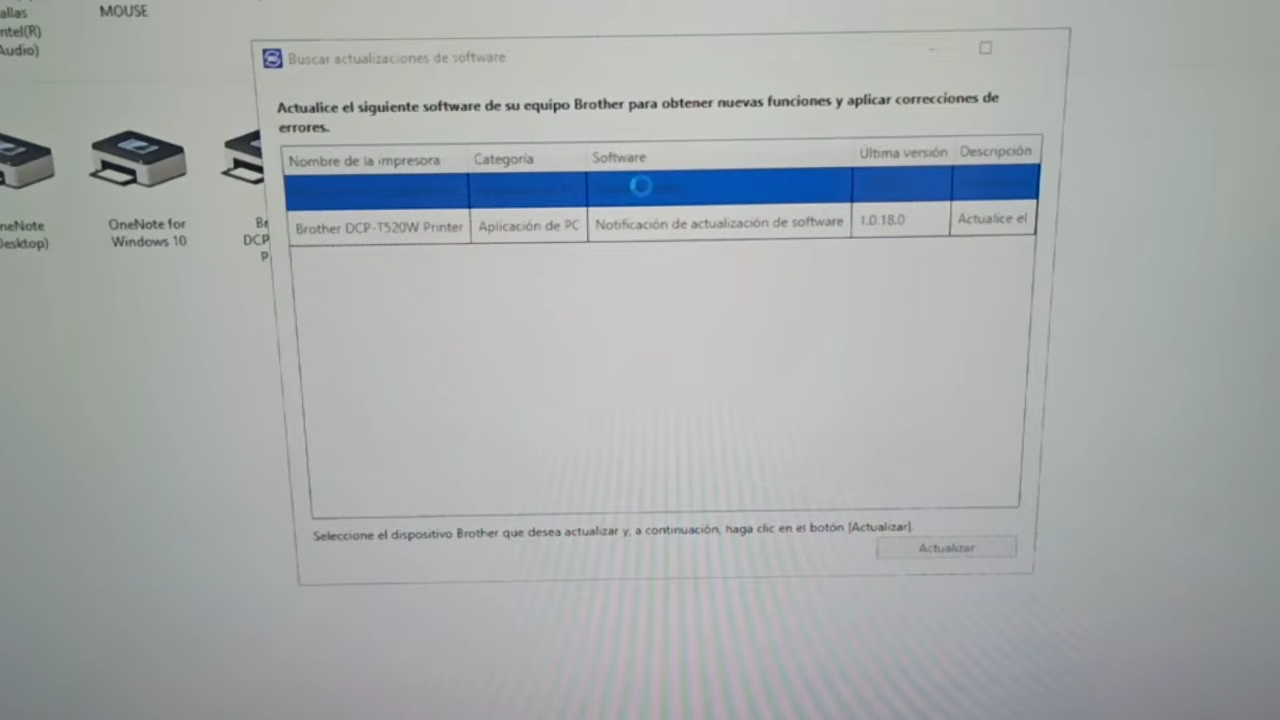 allas
ntel(R)
Audio)
MOUSE
Buscar actualizaciones de software
Actualice el siguiente software de su equipo Brother para obtener nuevas funciones y aplicar correcciones de
errores.
Nombre de la impresora Categoría Software Última versión Descripción
Brother DCP-T520W Printer Aplicación de PC Notificación de actualización de software 1.0.18.0 Actualice el
neNote
Desktop)
OneNote for
Windows 10
Br
DCP
P
Seleccione el dispositivo Brother que desea actualizar y, a continuación, haga clic en el botón [Actualizar].
Actualizar